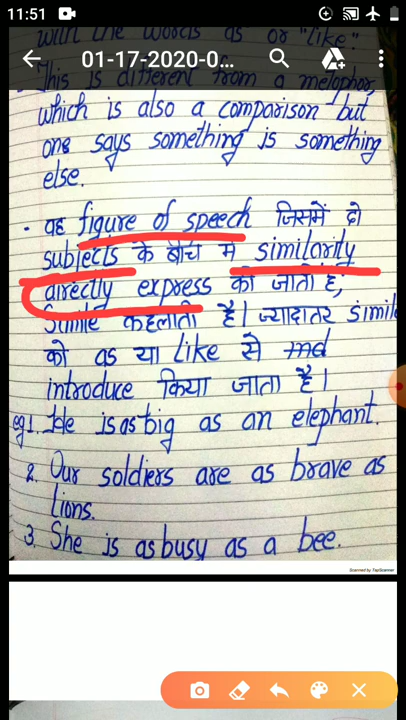 11:51
with the words as or "like".
01-17-2020-0...
This is different from a metaphor,
which is also a comparison but
one says something is something
else.
· वह figure of speech जिसमें दो
subjects के बीच में similarity
directly express की जाती है,
Simile कहलाती है। ज्यादातर simile
को as या like से ind
introduce किया जाता है।
eg 1. He is as big as an elephant.
2. Our soldiers are as brave as
Lions.
3. She is as busy as a bee.
Scanned by TapScanner